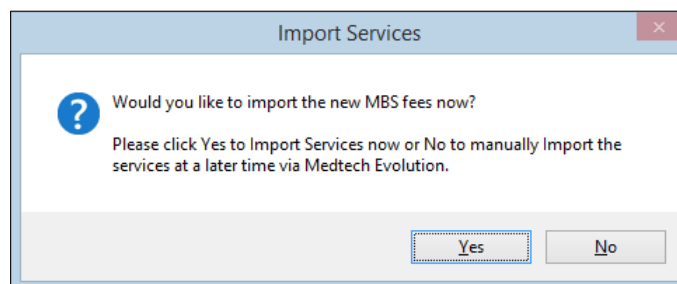 Import Services
Would you like to import the new MBS fees now?
Please click Yes to Import Services now or No to manually Import the
services at a later time via Medtech Evolution.
Yes
No